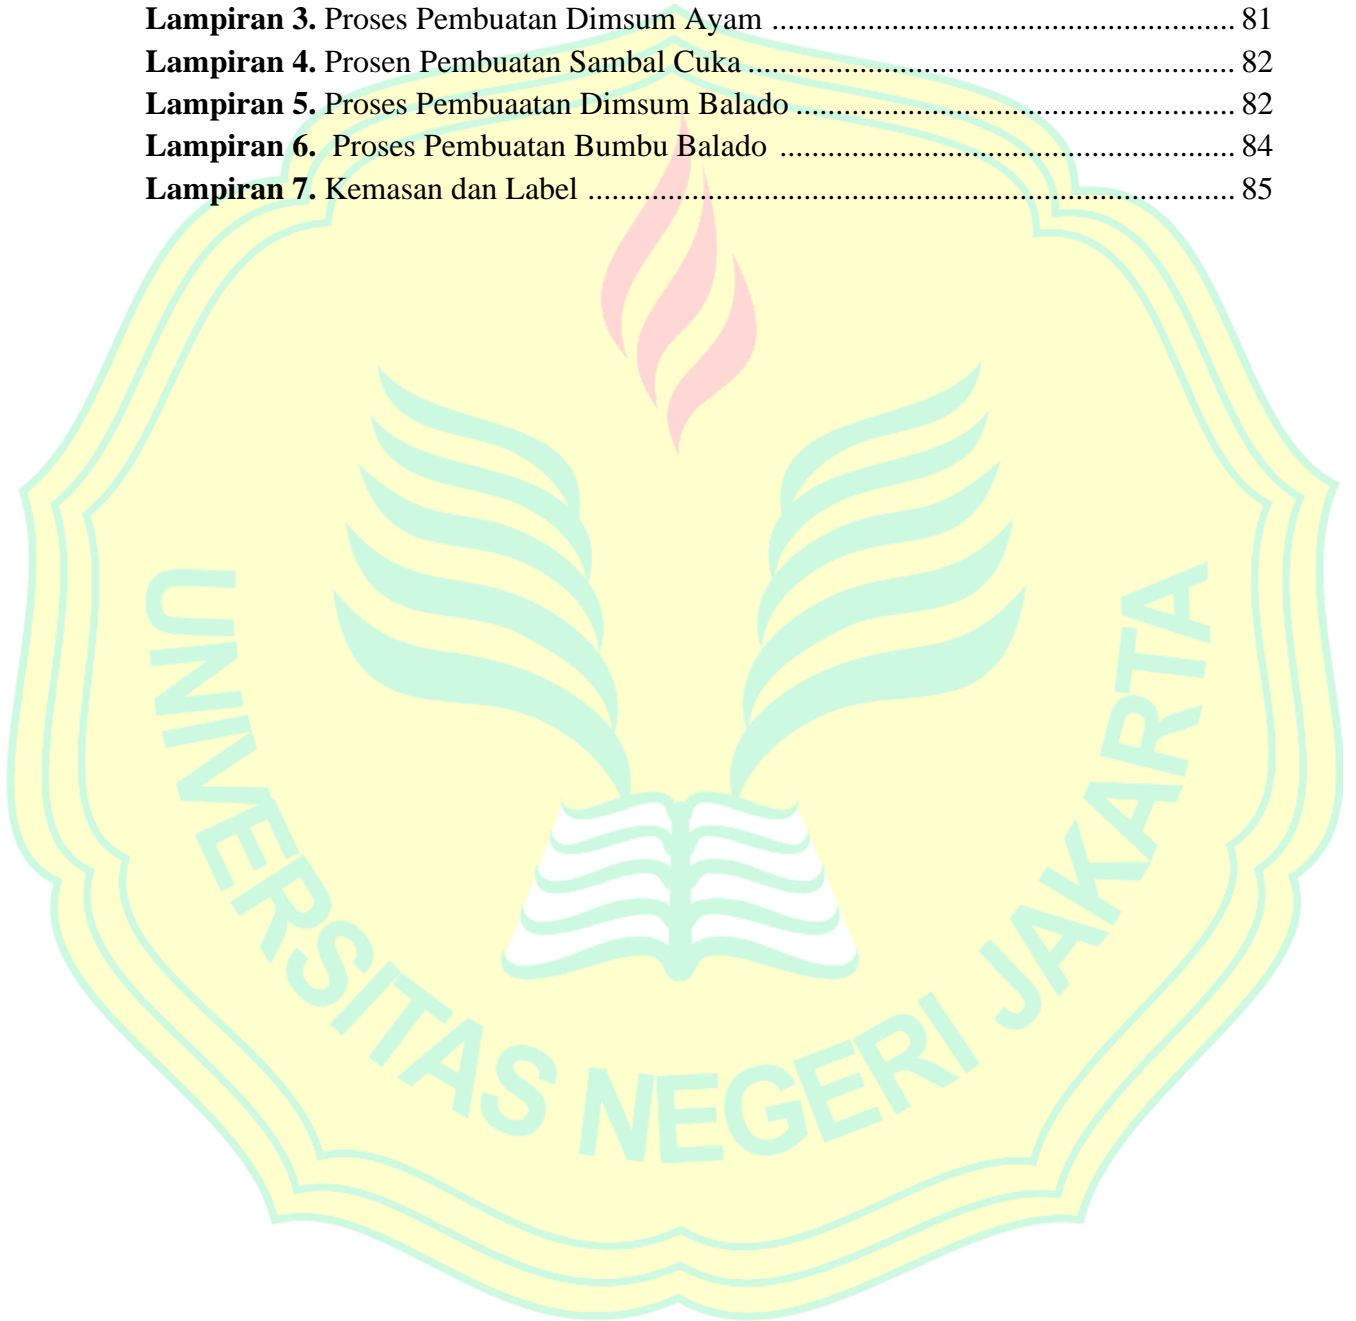 Lampiran 3. Proses Pembuatan Dimsum Ayam ........................................................ 81
Lampiran 4. Prosen Pembuatan Sambal Cuka ........................................................ 82
Lampiran 5. Proses Pembuaatan Dimsum Balado ................................................... 82
Lampiran 6.  Proses Pembuatan Bumbu Balado ...................................................... 84
Lampiran 7. Kemasan dan Label .............................................................................. 85
UNIVERSITAS NEGERI JAKARTA